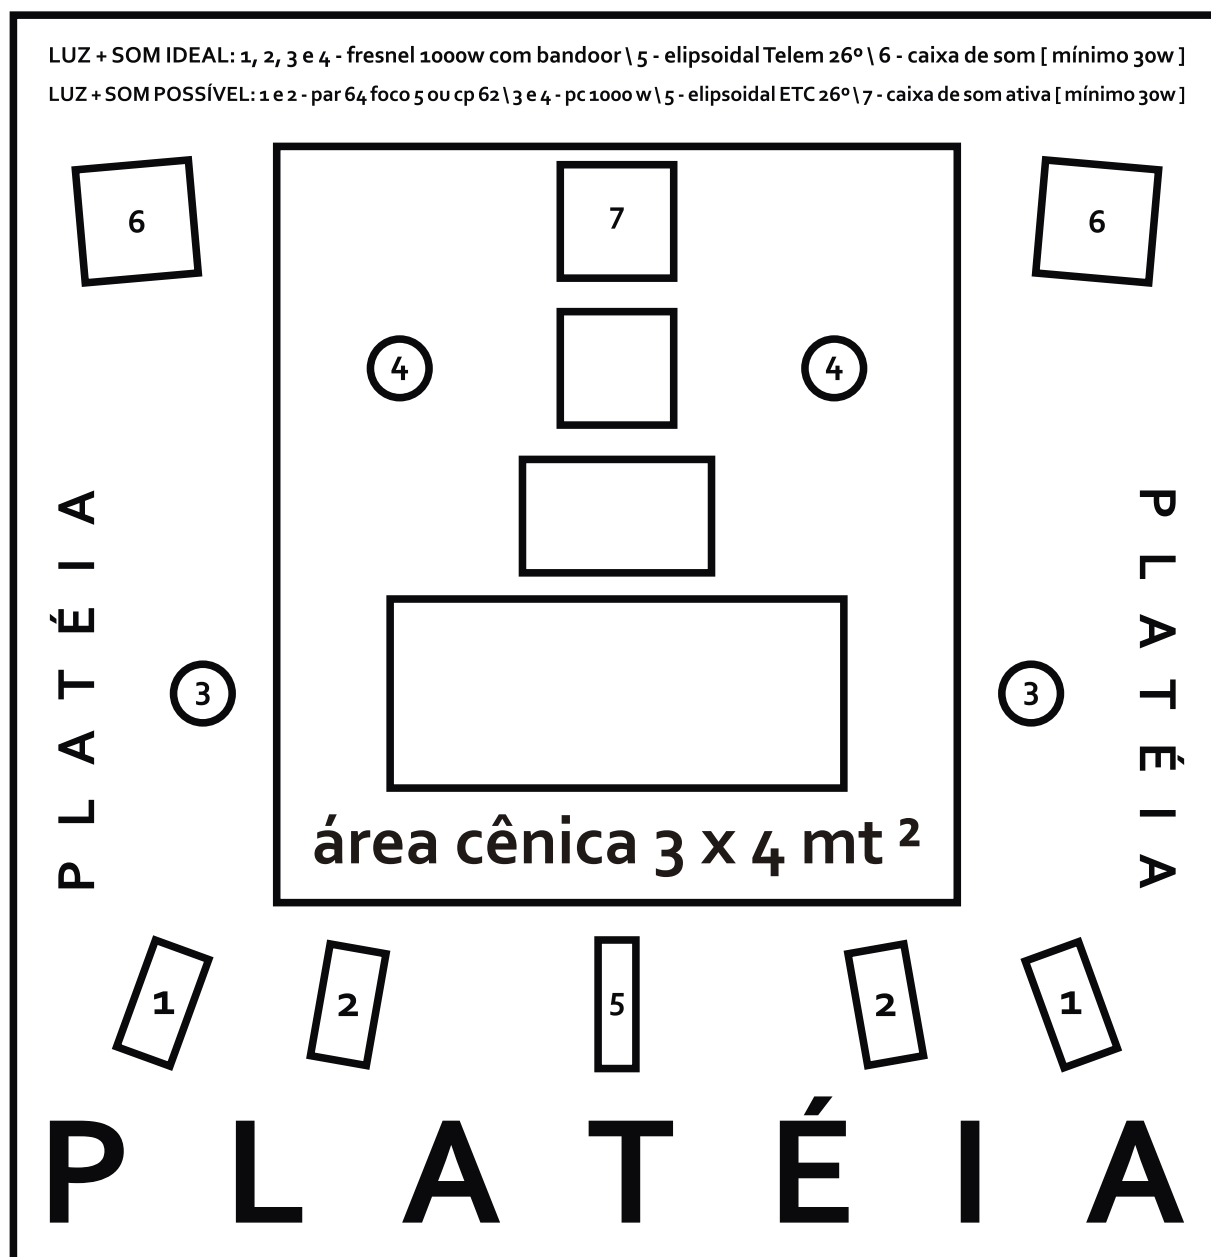 LUZ + SOM IDEAL: 1, 2, 3 e 4 - fresnel 1000w com bandoor \ 5 - elipsoidal Telem 26º \ 6 - caixa de som [ mínimo 30w ]
LUZ + SOM POSSÍVEL: 1 e 2 - par 64 foco 5 ou cp 62 \ 3 e 4 - pc 1000 w \ 5 - elipsoidal ETC 26º \ 7 - caixa de som ativa [ mínimo 30w ]
6
7
6
4
4
PLATÉIA
PLATÉIA
3
3
área cênica 3 x 4 mt ²
1
2
5
2
1
PLATÉIA